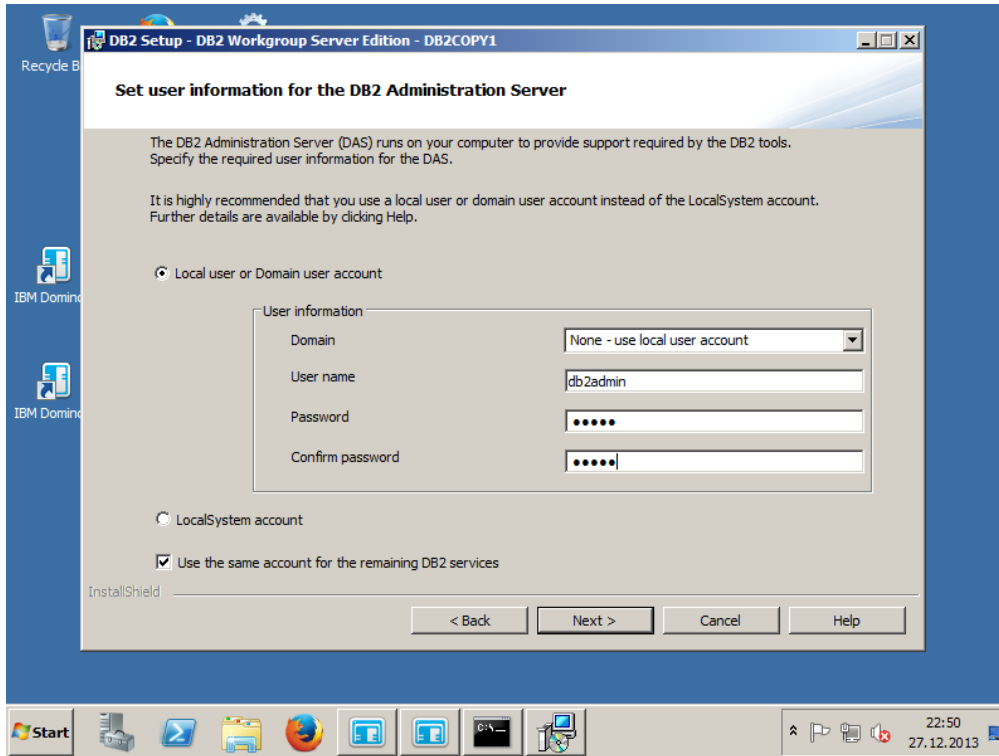 DB2 Setup - DB2 Workgroup Server Edition - DB2COPY1
Recycle B
Set user information for the DB2 Administration Server
The DB2 Administration Server (DAS) runs on your computer to provide support required by the DB2 tools.
Specify the required user information for the DAS.
It is highly recommended that you use a local user or domain user account instead of the LocalSystem account.
Further details are available by clicking Help.
Local user or Domain user account
IBM Domino
User information
Domain
None - use local user account
User name
db2admin
Password
•••••
IBM Domino
Confirm password
•••••
LocalSystem account
Use the same account for the remaining DB2 services
InstallShield
< Back
Next >
Cancel
Help
Start
C:\_
22:50
27.12.2013